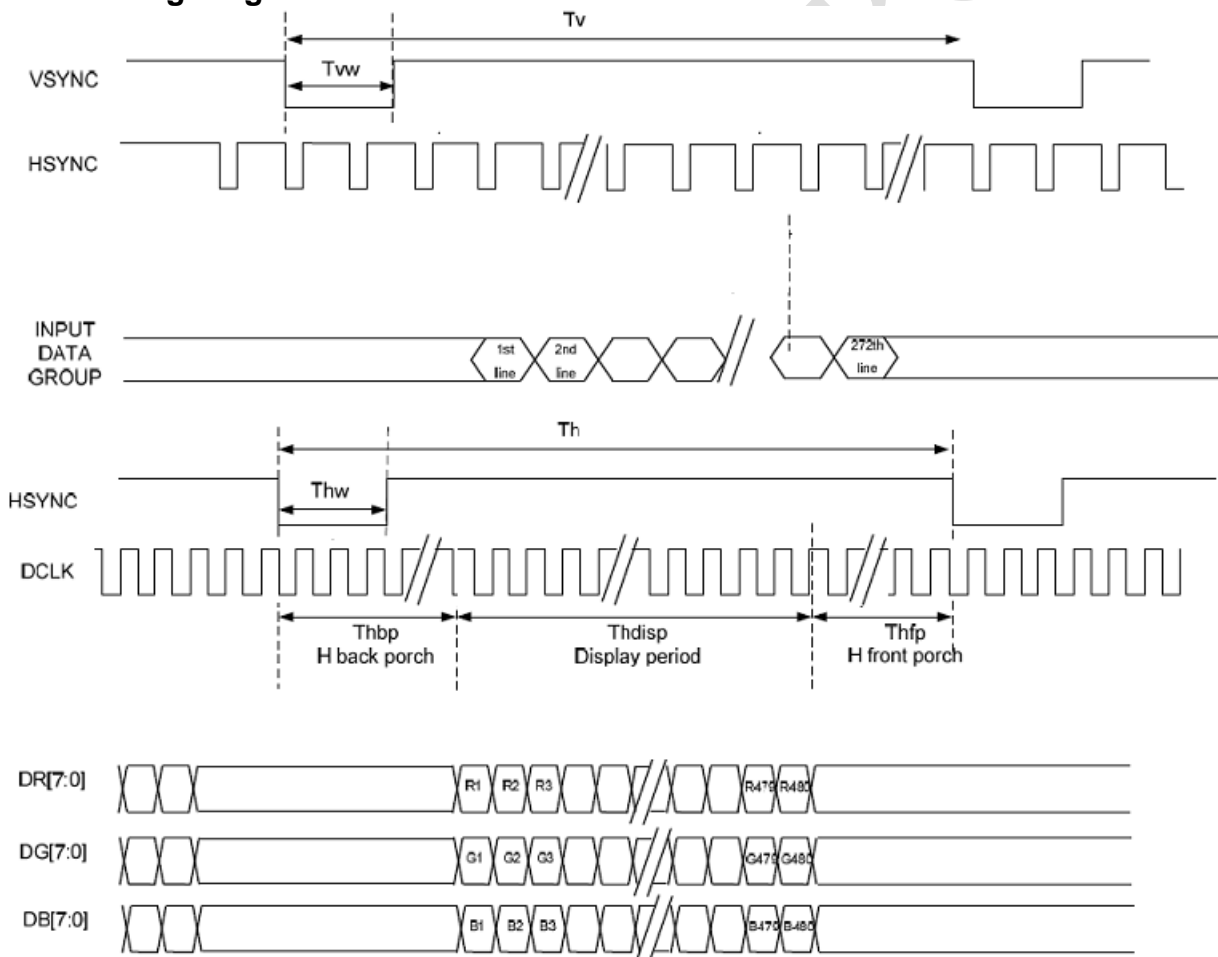 Tv
Tvw
VSYNC
HSYNC
INPUT
DATA
GROUP
1st
line
2nd
line
272th
line
Th
HSYNC
Thw
DCLK
Thbp
H back porch
Thdisp
Display period
Thfp
H front porch
DR[7:0]
R1 R2 R3 R479 R480
DG[7:0]
G1 G2 G3 G479 G480
DB[7:0]
B1 B2 B3 B479 B480